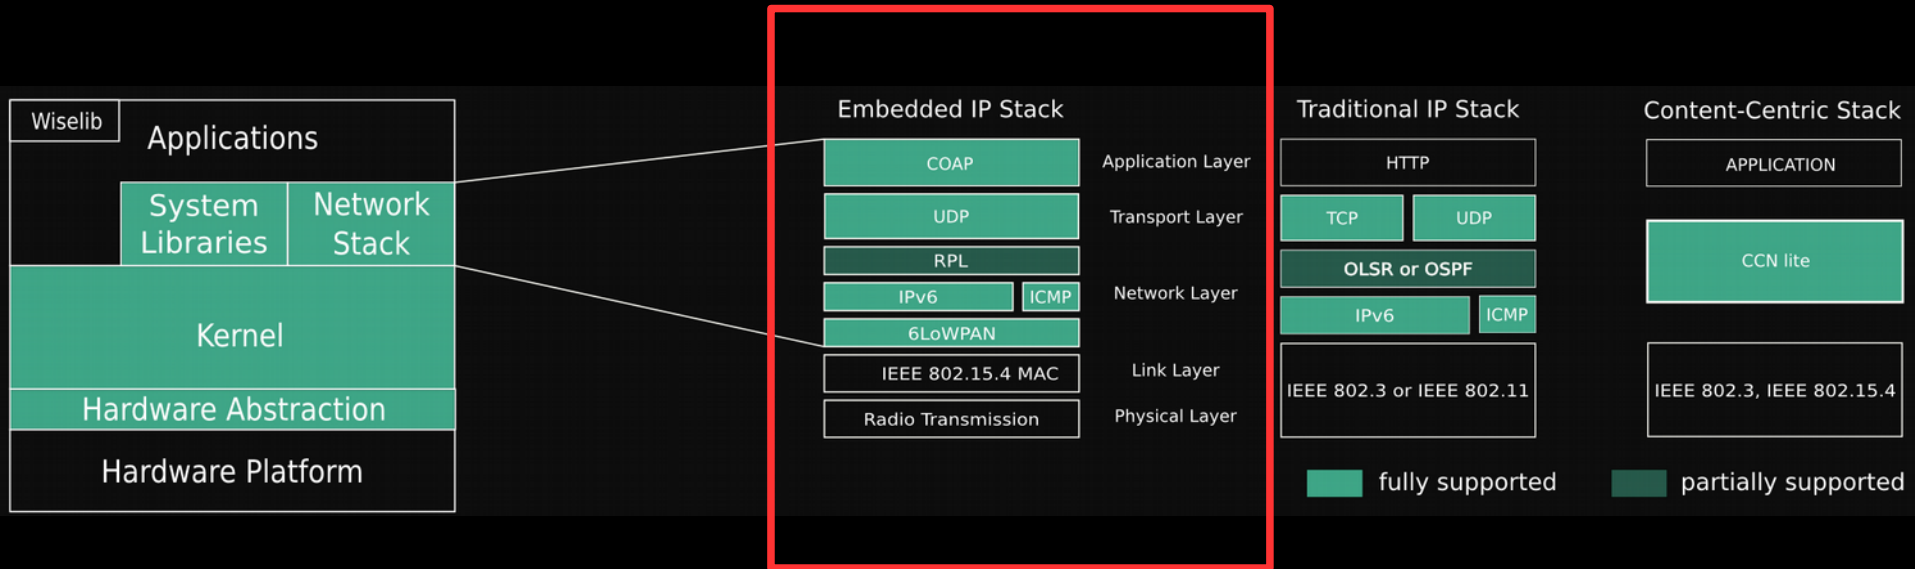 Wiselib
Applications
System
Libraries
Network
Stack
Kernel
Hardware Abstraction
Hardware Platform
Embedded IP Stack
COAP
Application Layer
UDP
Transport Layer
RPL
IPv6
ICMP
Network Layer
6LoWPAN
IEEE 802.15.4 MAC
Link Layer
Radio Transmission
Physical Layer
Traditional IP Stack
HTTP
TCP
UDP
OLSR or OSPF
IPv6
ICMP
IEEE 802.3 or IEEE 802.11
Content-Centric Stack
APPLICATION
CCN lite
IEEE 802.3, IEEE 802.15.4
fully supported
partially supported